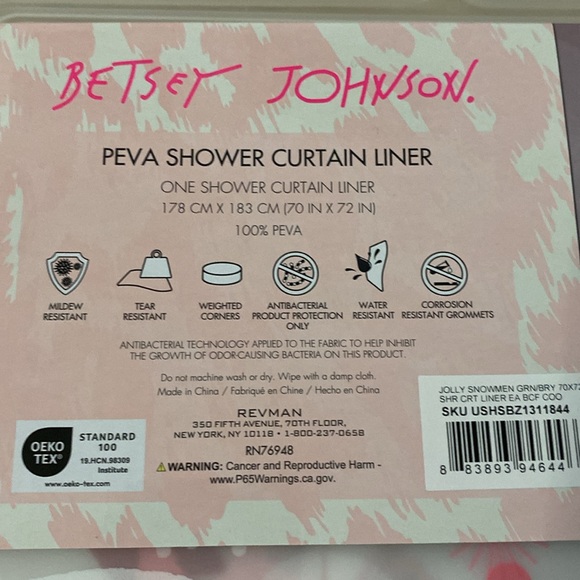 BETSEY JOHNSON.
PEVA SHOWER CURTAIN LINER
ONE SHOWER CURTAIN LINER
178 CM X 183 CM (70 IN X 72 IN)
100% PEVA
MILDEW RESISTANT
TEAR RESISTANT
WEIGHTED CORNERS
ANTIBACTERIAL PRODUCT PROTECTION ONLY
WATER RESISTANT
CORROSION RESISTANT GROMMETS
ANTIBACTERIAL TECHNOLOGY APPLIED TO THE FABRIC TO HELP INHIBIT
THE GROWTH OF ODOR-CAUSING BACTERIA ON THIS PRODUCT.
Do not machine wash or dry. Wipe with a damp cloth.
Made in China / Fabriqué en Chine / Hecho en China
REVMAN
350 FIFTH AVENUE, 70TH FLOOR,
NEW YORK, NY 10118 • 1-800-237-0658
RN76948
WARNING: Cancer and Reproductive Harm -
www.P65Warnings.ca.gov.
OEKO
TEX®
STANDARD
100
19.HCN.98309
Institute
www.oeko-tex.com
JOLLY SNOWMEN GRN/BRY 70X72
SHR CRT LINER EA BCF COO
SKU USHSBZ1311844
8 83893 94644